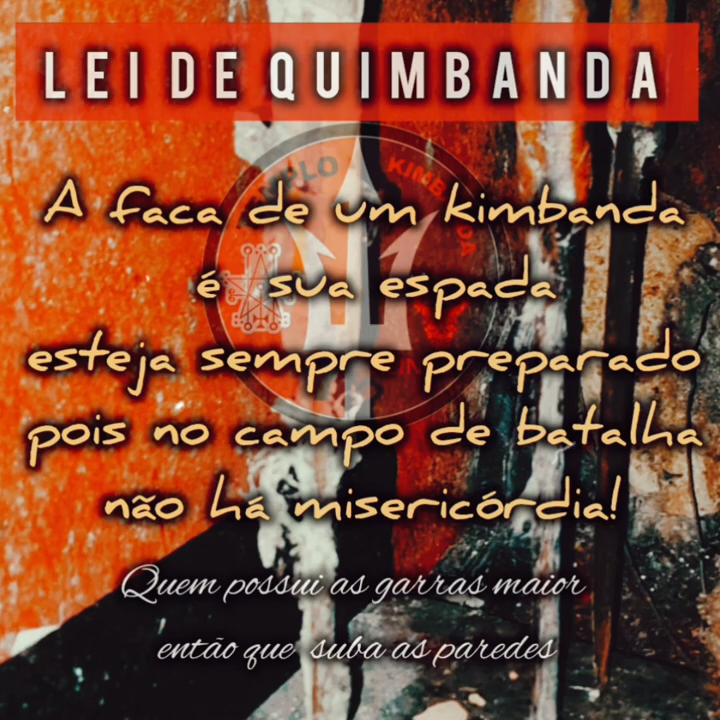 LEI DE QUIMBANDA
A faca de um kimbanda
é sua espada
esteja sempre preparado
pois no campo de batalha
não há misericórdia!
Quem possui as garras maior
então que suba as paredes